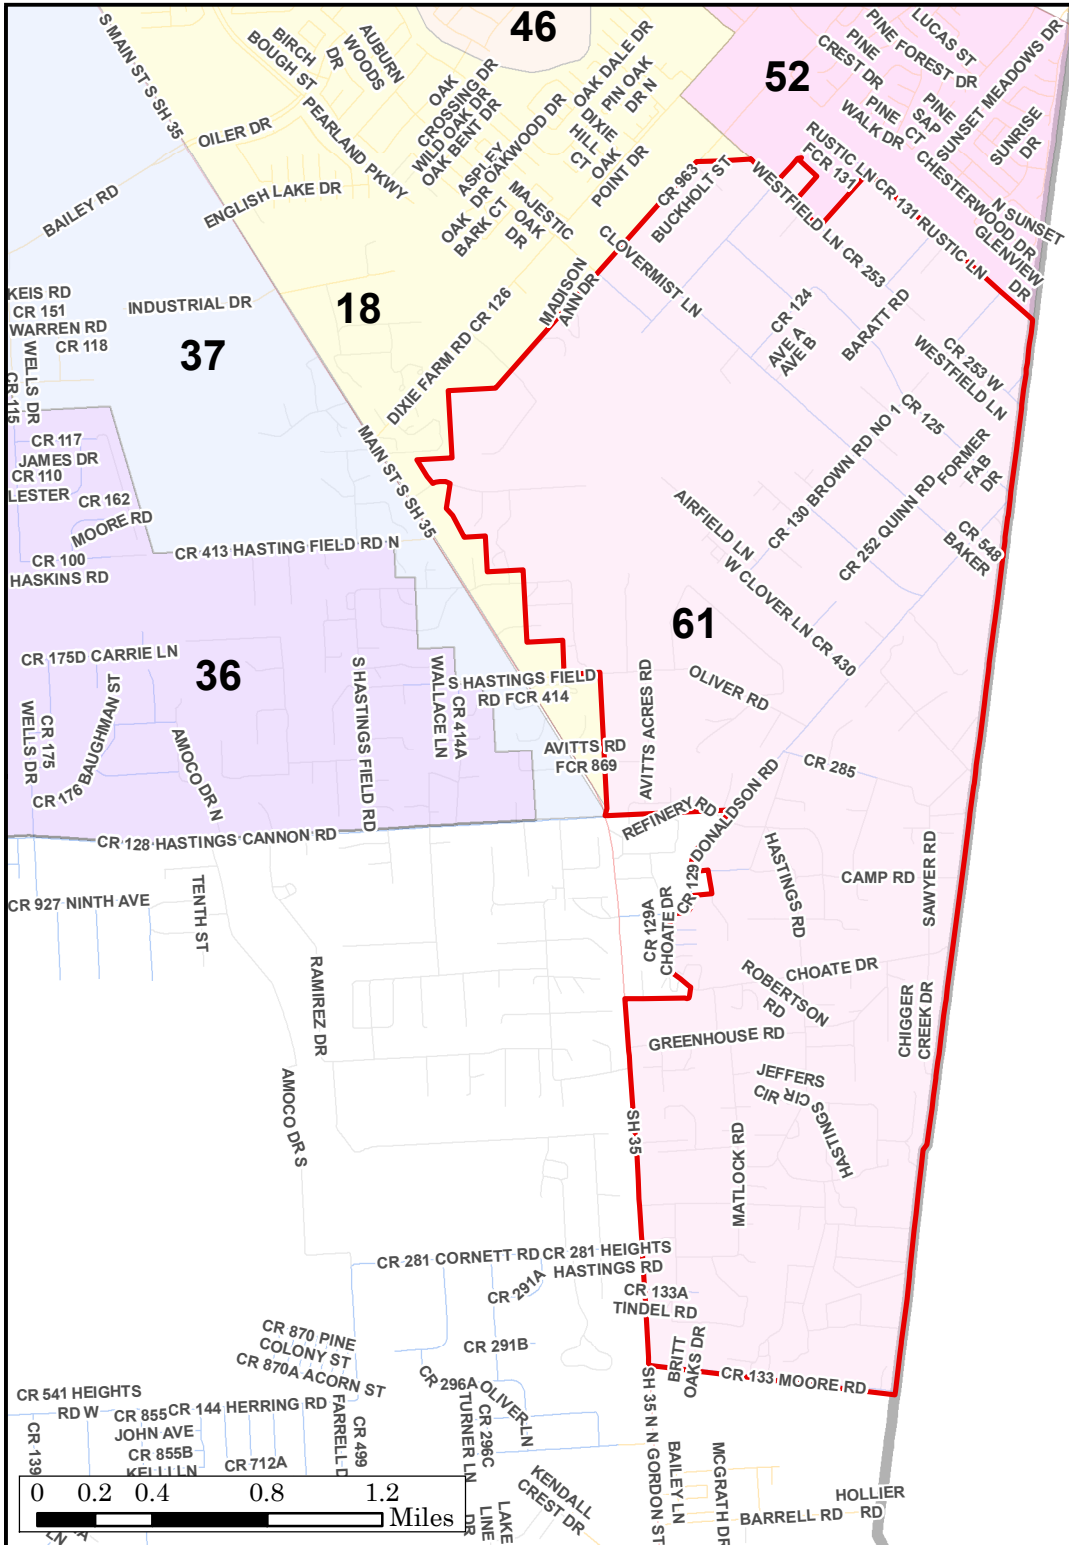 46
52
18
37
61
36
S MAIN ST S SH 35
BIRCH
BOUGH ST
DR
AUBURN
WOODS
OAK
CROSSING DR
WILD OAK DR
OAK BENT DR
ASPLEY
DR OAKWOOD DR
OAK DALE DR
PIN OAK
DR N
DIXIE
HILL
CT
OAK
POINT DR
LUCAS ST
PINE FOREST DR
PINE
CREST DR
PINE
SAP
CT
PINE
WALK DR
SUNSET MEADOWS DR
SUNRISE
DR
OILER DR
PEARLAND PKWY
BAILEY RD
ENGLISH LAKE DR
OAK
BARK CT
MAJESTIC
OAK
DR
CR 963
BUCKHOLT ST
RUSTIC LN CR 131 RUSTIC LN
FCR 131
CHESTERWOOD DR
N SUNSET
GLENVIEW
DR
WESTFIELD LN CR 253
CLOVERMIST LN
KEIS RD
CR 151
WARREN RD
CR 118
WELLS DR
CR 115
INDUSTRIAL DR
DIXIE FARM RD CR 126
MADISON
ANN DR
CR 124
AVE A
AVE B
BARATT RD
CR 253 W
WESTFIELD LN
CR 125
FORMER
FAB
DR
CR 117
JAMES DR
CR 110
LESTER
CR 162
MOORE RD
CR 100
HASKINS RD
MAIN ST S SH 35
CR 413 HASTING FIELD RD N
AIRFIELD LN
CR 130 BROWN RD NO 1
CR 252 QUINN RD
CR 548
BAKER
W CLOVER LN CR 430
CR 175D CARRIE LN
WELLS DR
CR 175
CR 176 BAUGHMAN ST
AMOCO DR N
S HASTINGS FIELD RD
WALLACE LN
CR 414A
S HASTINGS FIELD
RD FCR 414
AVITTS RD
FCR 869
AVITTS ACRES RD
OLIVER RD
CR 285
REFINERY RD
CR 129 DONALDSON RD
CR 128 HASTINGS CANNON RD
HASTINGS RD
CAMP RD
SAWYER RD
CR 927 NINTH AVE
TENTH ST
RAMIREZ DR
CR 129A
CHOATE DR
CHOATE DR
ROBERTSON
RD
GREENHOUSE RD
CHIGGER
CREEK DR
AMOCO DR S
SH 35
JEFFERS
CIR
HASTINGS CIR
MATLOCK RD
CR 281 CORNETT RD
CR 281 HEIGHTS
HASTINGS RD
CR 291A
CR 133A
TINDEL RD
CR 870 PINE
COLONY ST
CR 870A ACORN ST
CR 291B
BRITT
OAKS DR
CR 133 MOORE RD
CR 541 HEIGHTS
RD W
CR 855
JOHN AVE
CR 144 HERRING RD
CR 296A OLIVER LN
CR 855B
KELLI LN
CR 712A
CR 139
FARRELL D
CR 499
TURNER LN
DR
CR 296C
SH 35 N N GORDON ST
BAILEY LN
MCGRATH DR
KENDALL
CREST DR
LAKE
LINE
BARRELL RD
HOLLIER
RD
0 0.2 0.4 0.8 1.2
Miles
LN